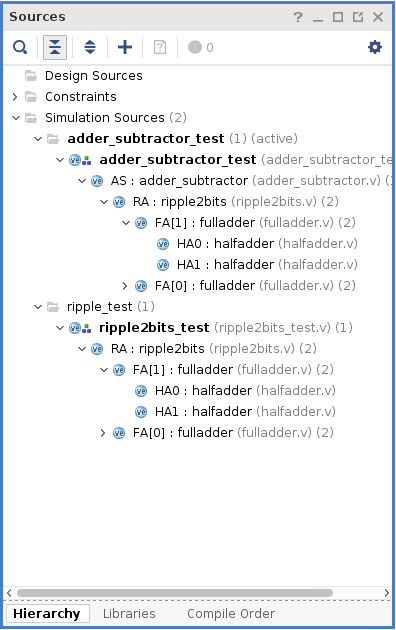 Sources
0
Design Sources
Constraints
Simulation Sources (2)
adder_subtractor_test (1) (active)
adder_subtractor_test (adder_subtractor_te
AS : adder_subtractor (adder_subtractor.v) (
RA : ripple2bits (ripple2bits.v) (2)
FA[1] : fulladder (fulladder.v) (2)
HA0 : halfadder (halfadder.v)
HA1 : halfadder (halfadder.v)
FA[0] : fulladder (fulladder.v) (2)
ripple_test (1)
ripple2bits_test (ripple2bits_test.v) (1)
RA : ripple2bits (ripple2bits.v) (2)
FA[1] : fulladder (fulladder.v) (2)
HA0 : halfadder (halfadder.v)
HA1 : halfadder (halfadder.v)
FA[0] : fulladder (fulladder.v) (2)
Hierarchy Libraries Compile Order